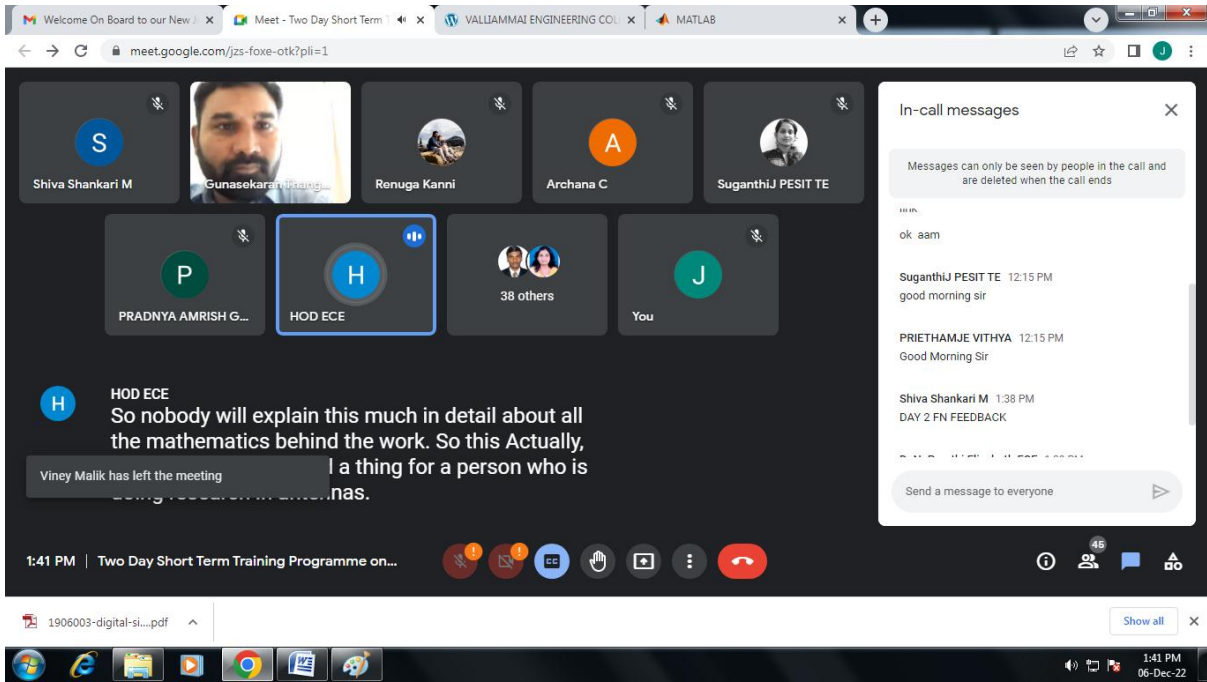 Welcome On Board to our New
Meet - Two Day Short Term
VALLIAMMAI ENGINEERING COL
MATLAB
meet.google.com/jzs-foxe-otk?pli=1
J
S
Shiva Shankari M
Gunasekaran Thang...
Renuga Kanni
A
Archana C
SuganthiJ PESIT TE
P
PRADNYA AMRISH G...
H
HOD ECE
38 others
J
You
H
HOD ECE
So nobody will explain this much in detail about all
the mathematics behind the work. So this Actually,
a thing for a person who is
Viney Malik has left the meeting
In-call messages
Messages can only be seen by people in the call and
are deleted when the call ends
ok aam
SuganthiJ PESIT TE 12:15 PM
good morning sir
PRIETHAMJE VITHYA 12:15 PM
Good Morning Sir
Shiva Shankari M 1:38 PM
DAY 2 FN FEEDBACK
Send a message to everyone
1:41 PM | Two Day Short Term Training Programme on...
CC
46
1906003-digital-si....pdf
Show all
1:41 PM
06-Dec-22